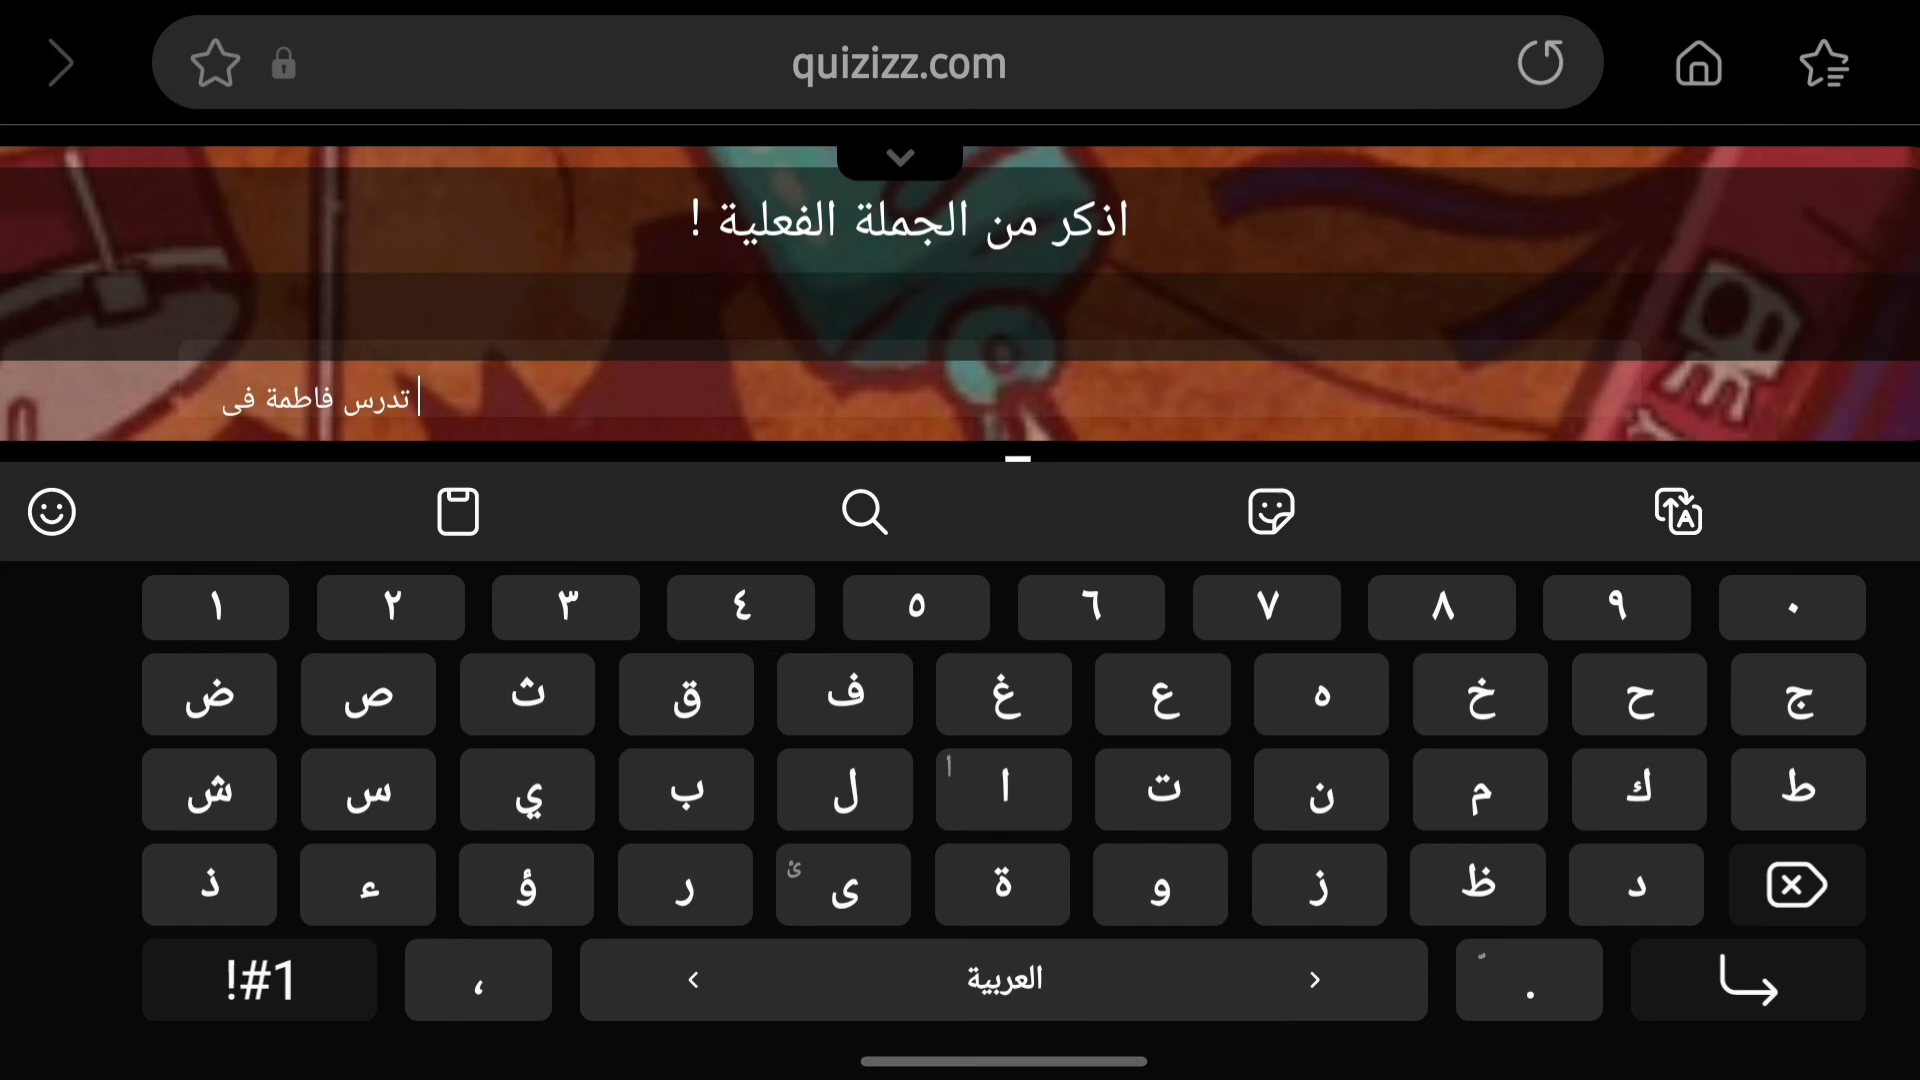 quizizz.com
اذكر من الجملة الفعلية !
تدرس فاطمة فى
١ ٢ ٣ ٤ ٥ ٦ ٧ ٨ ٩ ٠
ض ص ث ق ف غ ع ه خ ح ج
ش س ي ب ل ا أ ت ن م ك ط
ذ ء ؤ ر ى ئ ة و ز ظ د
!#1 ، العربية .